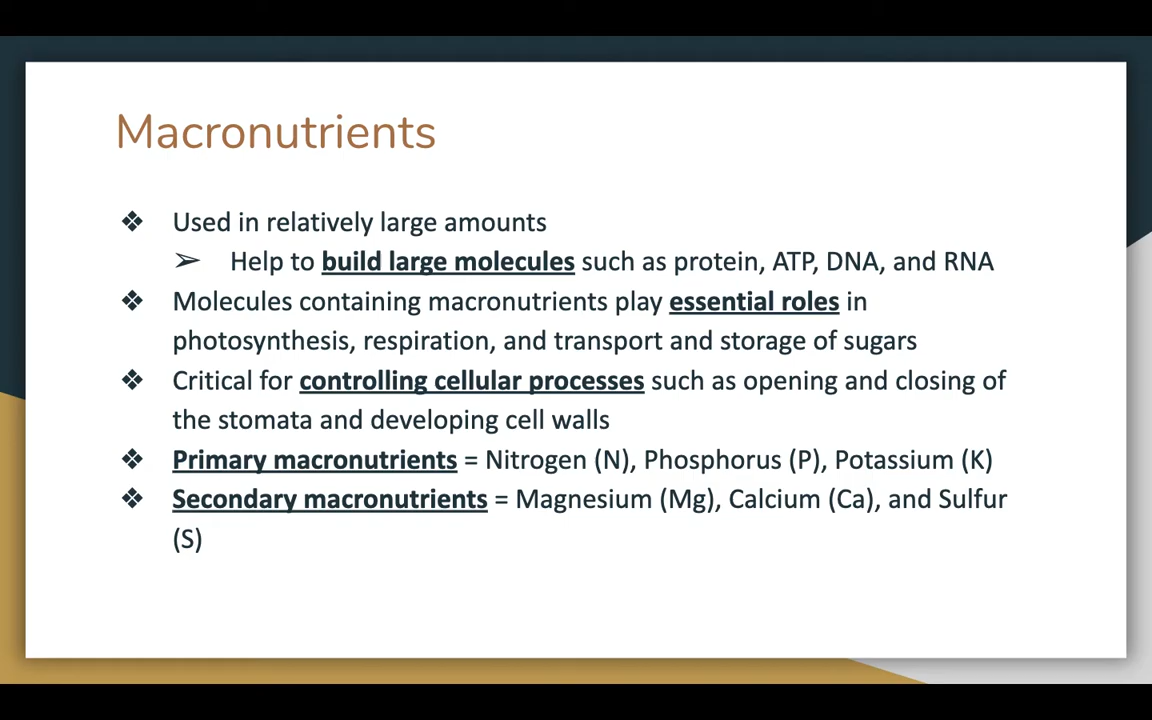 Macronutrients
❖ Used in relatively large amounts
➢ Help to build large molecules such as protein, ATP, DNA, and RNA
❖ Molecules containing macronutrients play essential roles in
photosynthesis, respiration, and transport and storage of sugars
❖ Critical for controlling cellular processes such as opening and closing of
the stomata and developing cell walls
❖ Primary macronutrients = Nitrogen (N), Phosphorus (P), Potassium (K)
❖ Secondary macronutrients = Magnesium (Mg), Calcium (Ca), and Sulfur
(S)